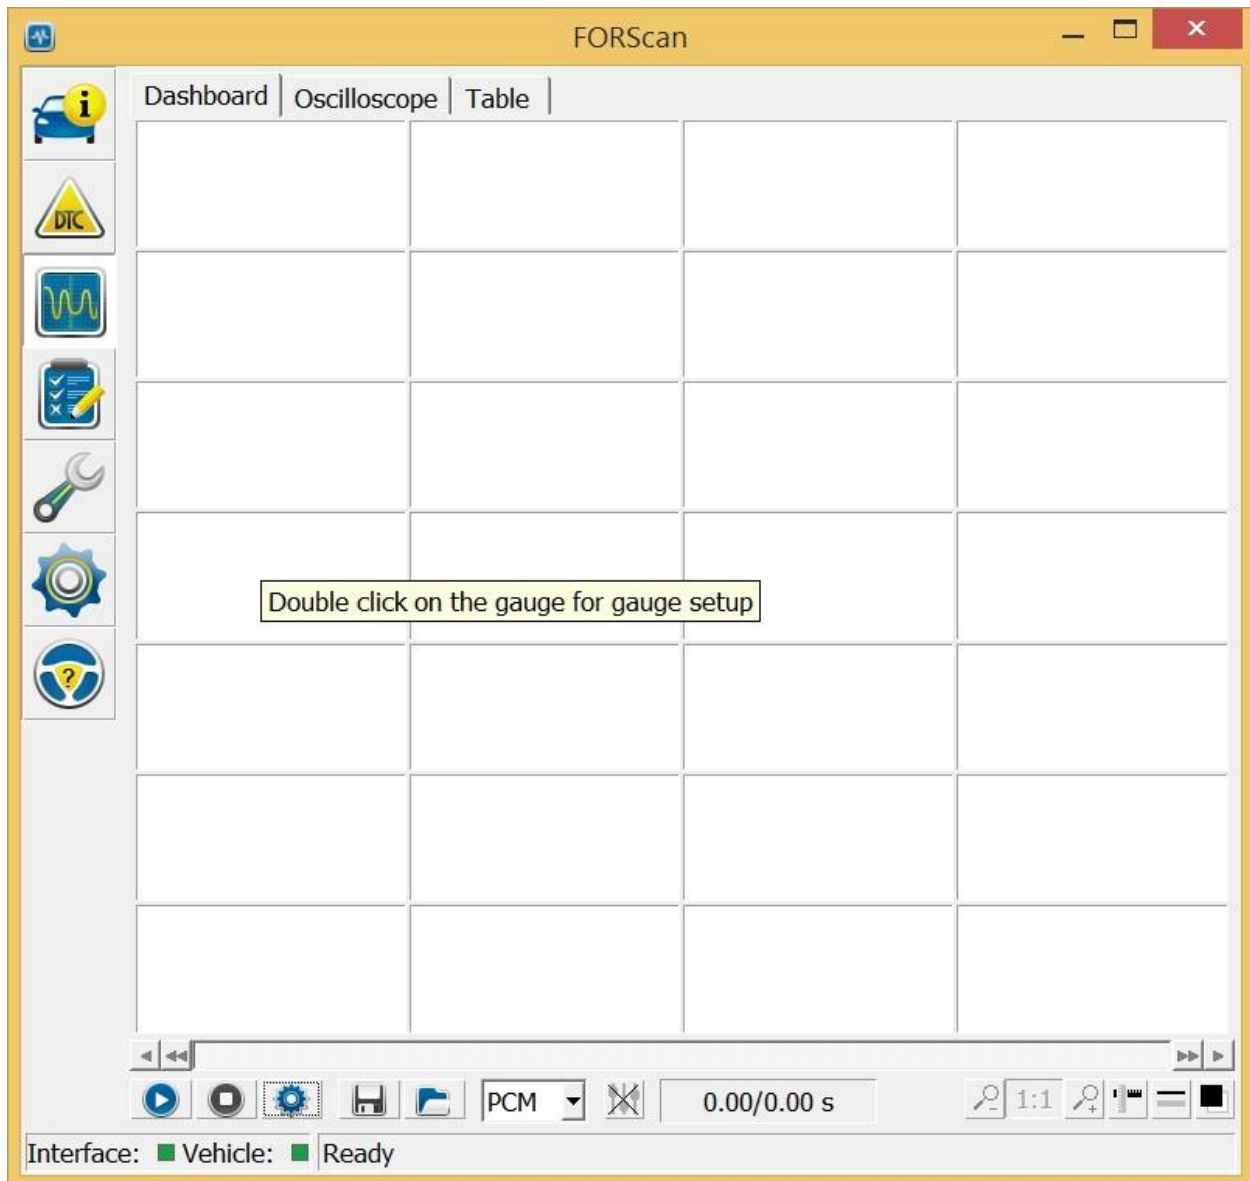 FORScan
Dashboard Oscilloscope Table
i
DTC
Double click on the gauge for gauge setup
?
PCM 0.00/0.00 s 1:1
Interface: Vehicle: Ready